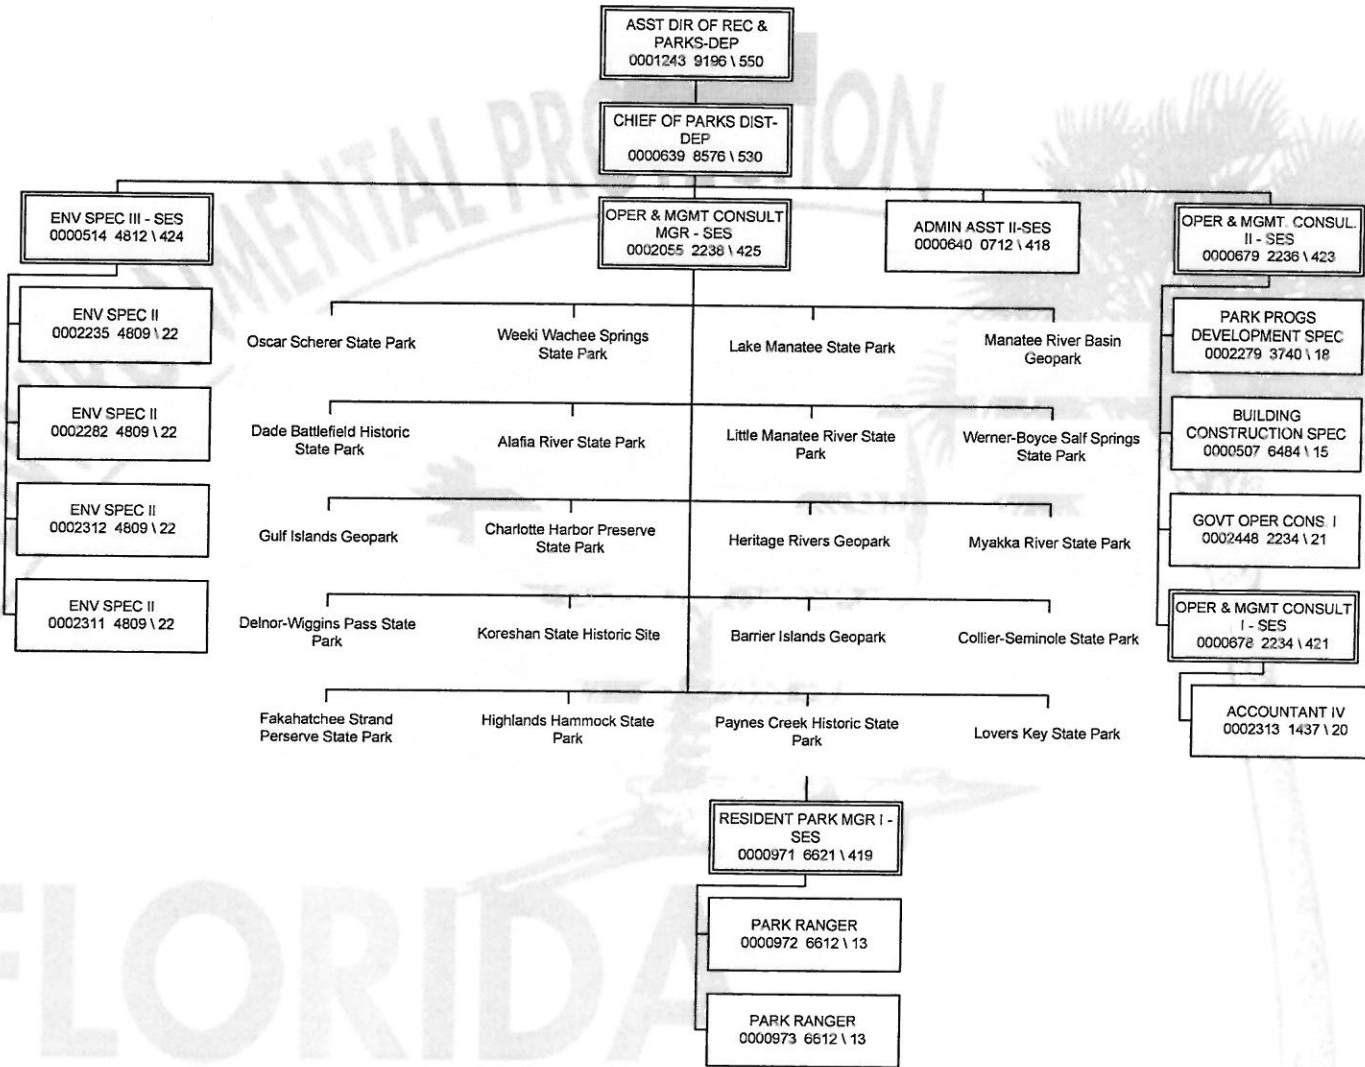 ASST DIR OF REC &
PARKS-DEP
0001243 9196 \ 550
CHIEF OF PARKS DIST-
DEP
0000639 8576 \ 530
ENV SPEC III - SES
0000514 4812 \ 424
OPER & MGMT CONSULT
MGR - SES
0002055 2238 \ 425
ADMIN ASST II-SES
0000640 0712 \ 418
OPER & MGMT. CONSUL.
II - SES
0000679 2236 \ 423
ENV SPEC II
0002235 4809 \ 22
ENV SPEC II
0002282 4809 \ 22
ENV SPEC II
0002312 4809 \ 22
ENV SPEC II
0002311 4809 \ 22
Oscar Scherer State Park
Weeki Wachee Springs
State Park
Lake Manatee State Park
Manatee River Basin
Geopark
Dade Battlefield Historic
State Park
Alafia River State Park
Little Manatee River State
Park
Werner-Boyce Salf Springs
State Park
Gulf Islands Geopark
Charlotte Harbor Preserve
State Park
Heritage Rivers Geopark
Myakka River State Park
Delnor-Wiggins Pass State
Park
Koreshan State Historic Site
Barrier Islands Geopark
Collier-Seminole State Park
Fakahatchee Strand
Perserve State Park
Highlands Hammock State
Park
Paynes Creek Historic State
Park
Lovers Key State Park
PARK PROGS
DEVELOPMENT SPEC
0002279 3740 \ 18
BUILDING
CONSTRUCTION SPEC
0000507 6484 \ 15
GOVT OPER CONS. I
0002448 2234 \ 21
OPER & MGMT CONSULT
I - SES
0000678 2234 \ 421
ACCOUNTANT IV
0002313 1437 \ 20
RESIDENT PARK MGR I -
SES
0000971 6621 \ 419
PARK RANGER
0000972 6612 \ 13
PARK RANGER
0000973 6612 \ 13
MENTAL PROTECTION
FLORIDA